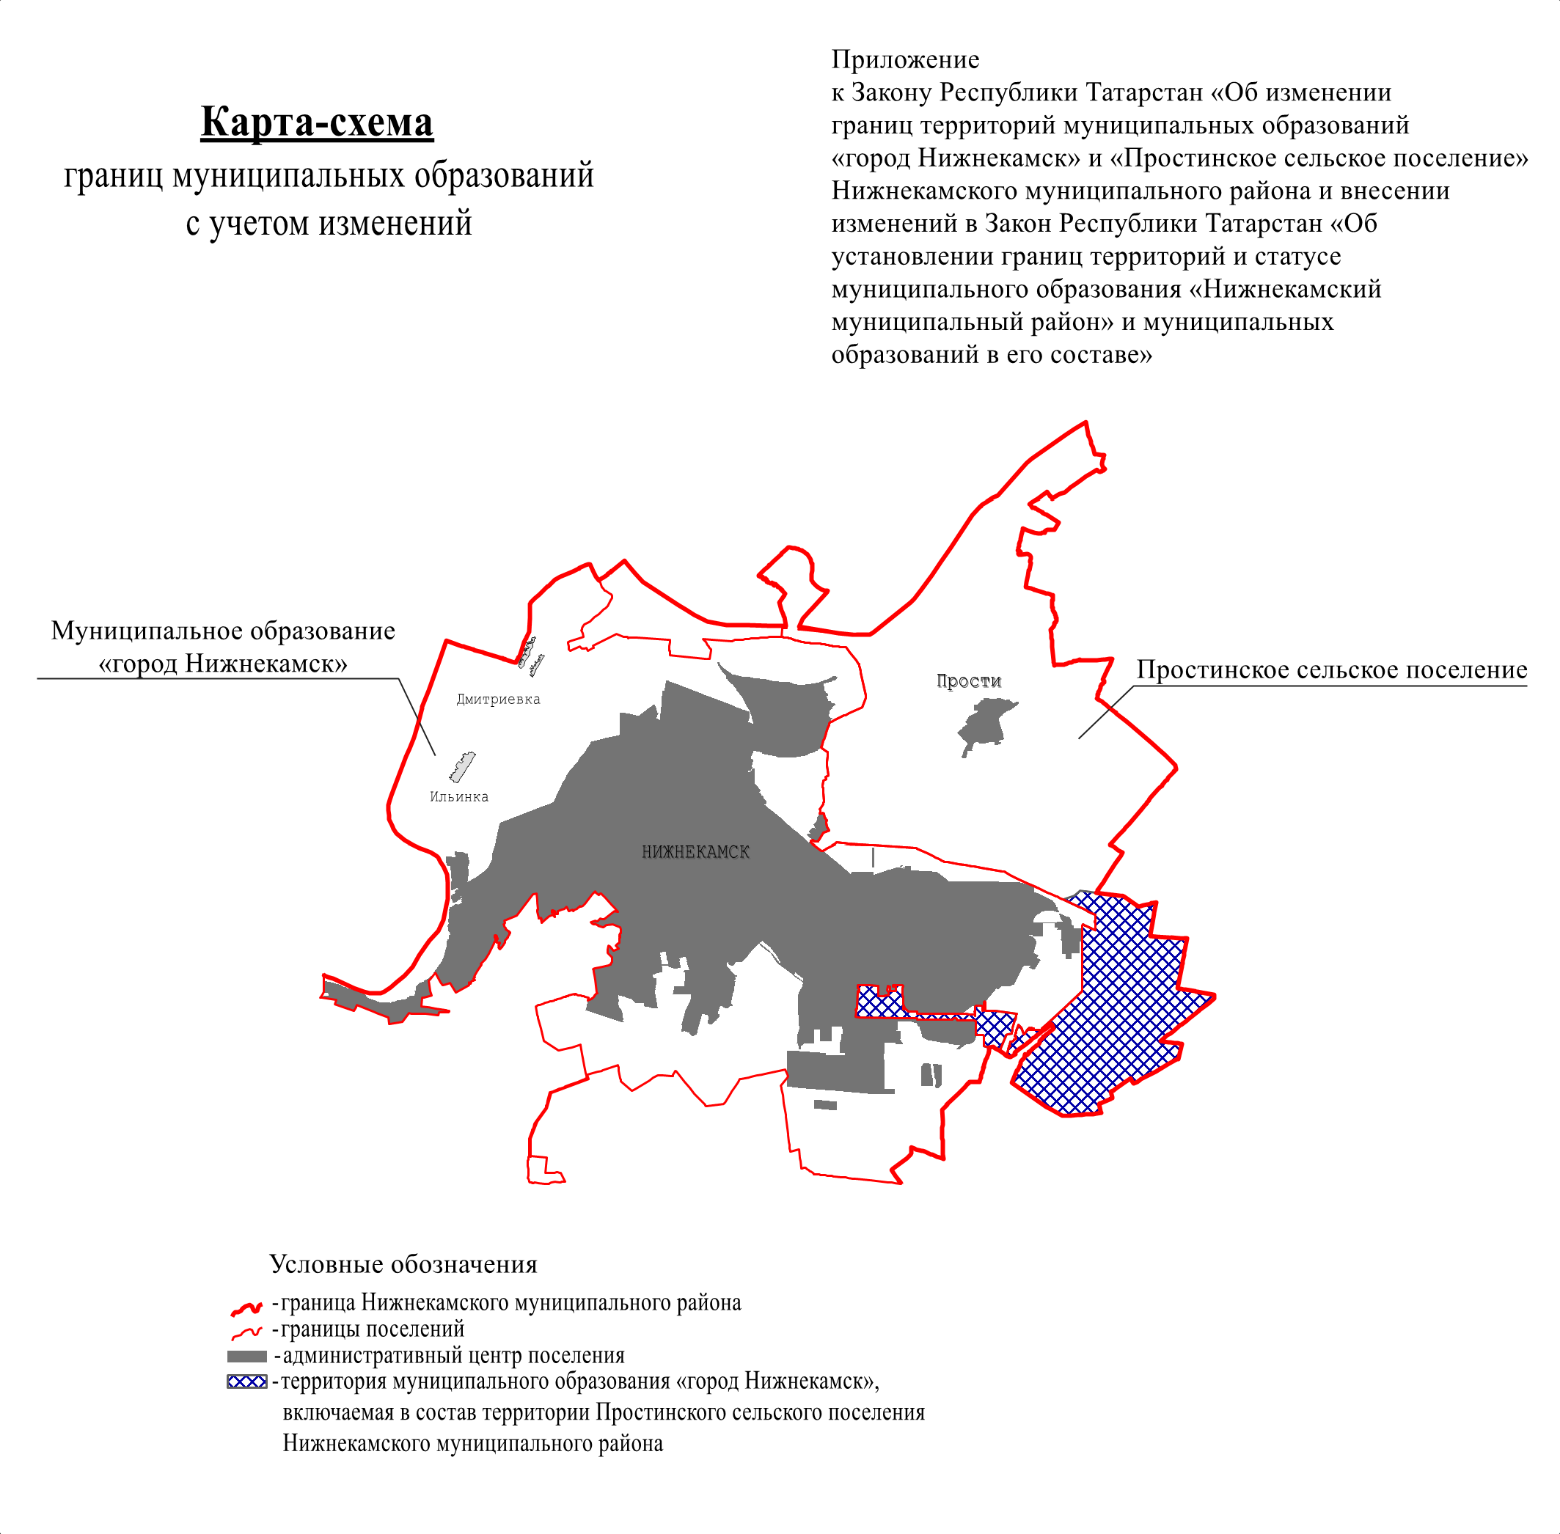 Карта-схема
границ муниципальных образований
с учетом изменений
Приложение
к Закону Республики Татарстан «Об изменении
границ территорий муниципальных образований
«город Нижнекамск» и «Простинское сельское поселение»
Нижнекамского муниципального района и внесении
изменений в Закон Республики Татарстан «Об
установлении границ территорий и статусе
муниципального образования «Нижнекамский
муниципальный район» и муниципальных
образований в его составе»
Муниципальное образование
«город Нижнекамск»
Простинское сельское поселение
Прости
Дмитриевка
Ильинка
НИЖНЕКАМСК
Условные обозначения
-граница Нижнекамского муниципального района
-границы поселений
-административный центр поселения
-территория муниципального образования «город Нижнекамск»,
включаемая в состав территории Простинского сельского поселения
Нижнекамского муниципального района